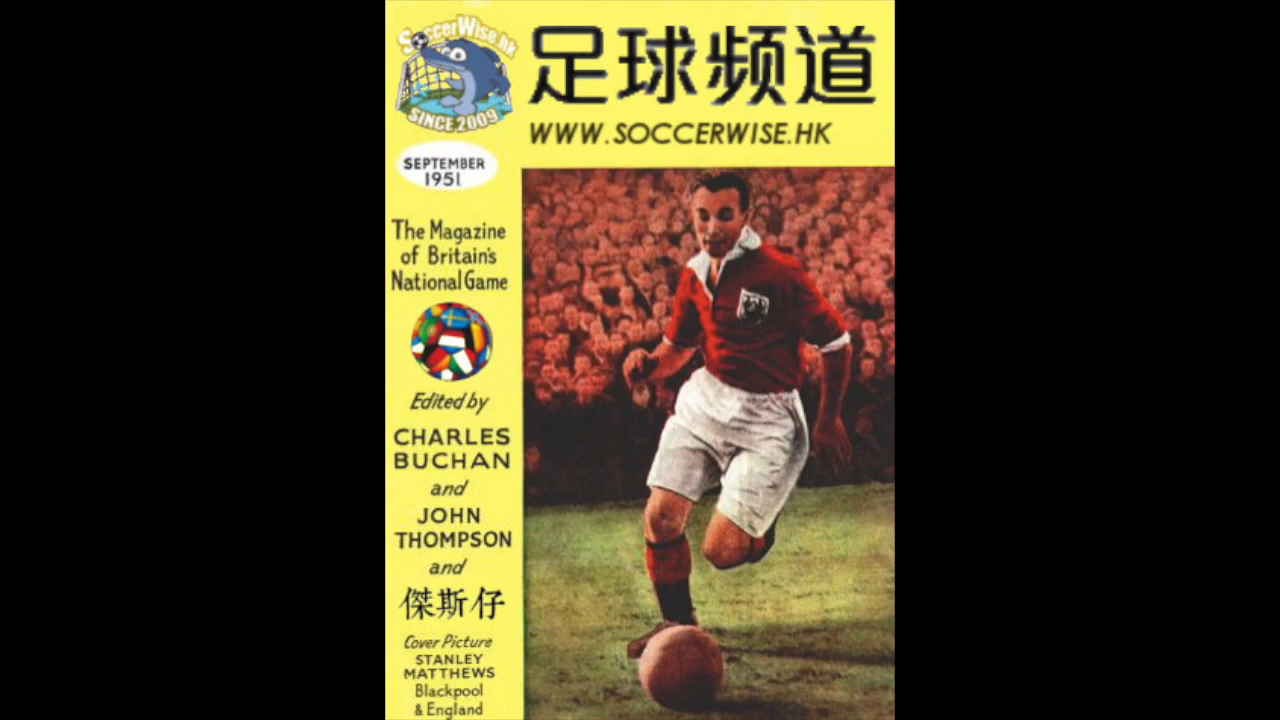 SoccerWise.hk
SINCE 2009
足球频道
WWW.SOCCERWISE.HK
SEPTEMBER
1951
The Magazine
of Britain's
National Game
Edited by
CHARLES
BUCHAN
and
JOHN
THOMPSON
and
傑斯仔
Cover Picture
STANLEY
MATTHEWS
Blackpool
& England